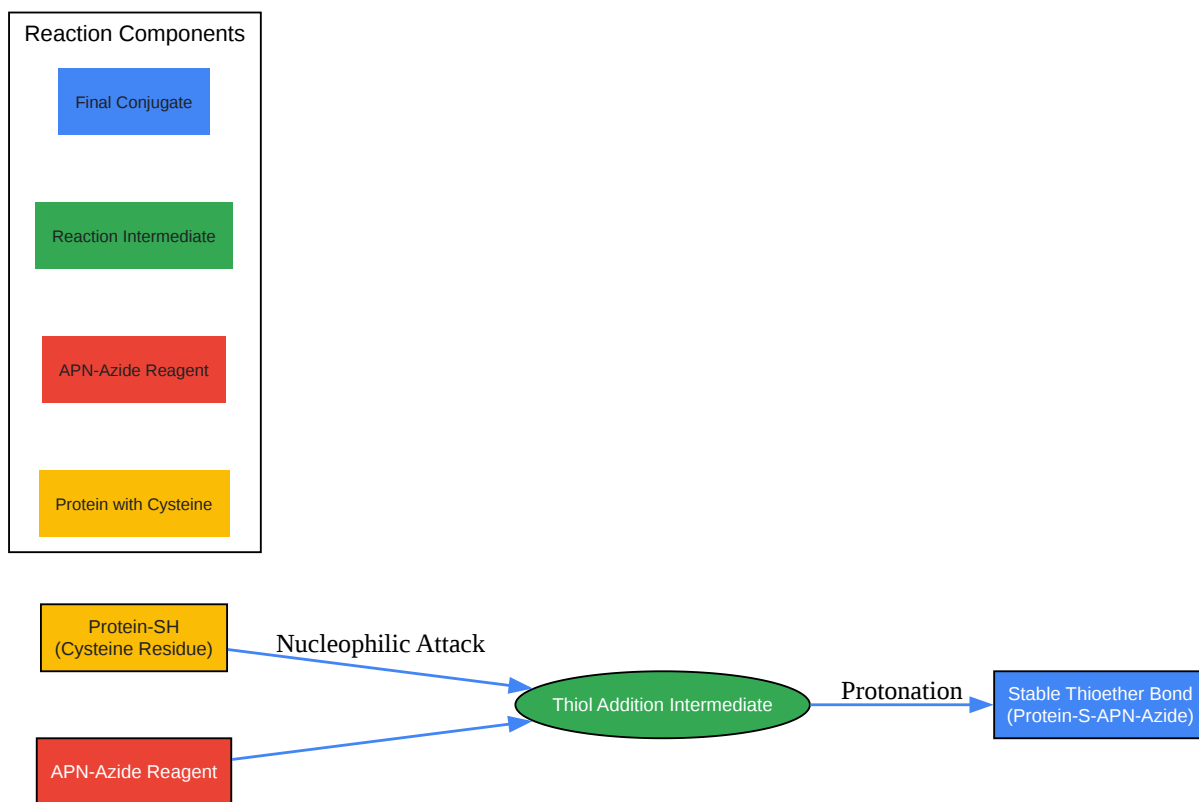 Reaction Components
Final Conjugate
Reaction Intermediate
APN-Azide Reagent
Protein with Cysteine
Protein-SH
(Cysteine Residue)
Nucleophilic Attack
Thiol Addition Intermediate
Protonation
Stable Thioether Bond
(Protein-S-APN-Azide)
APN-Azide Reagent